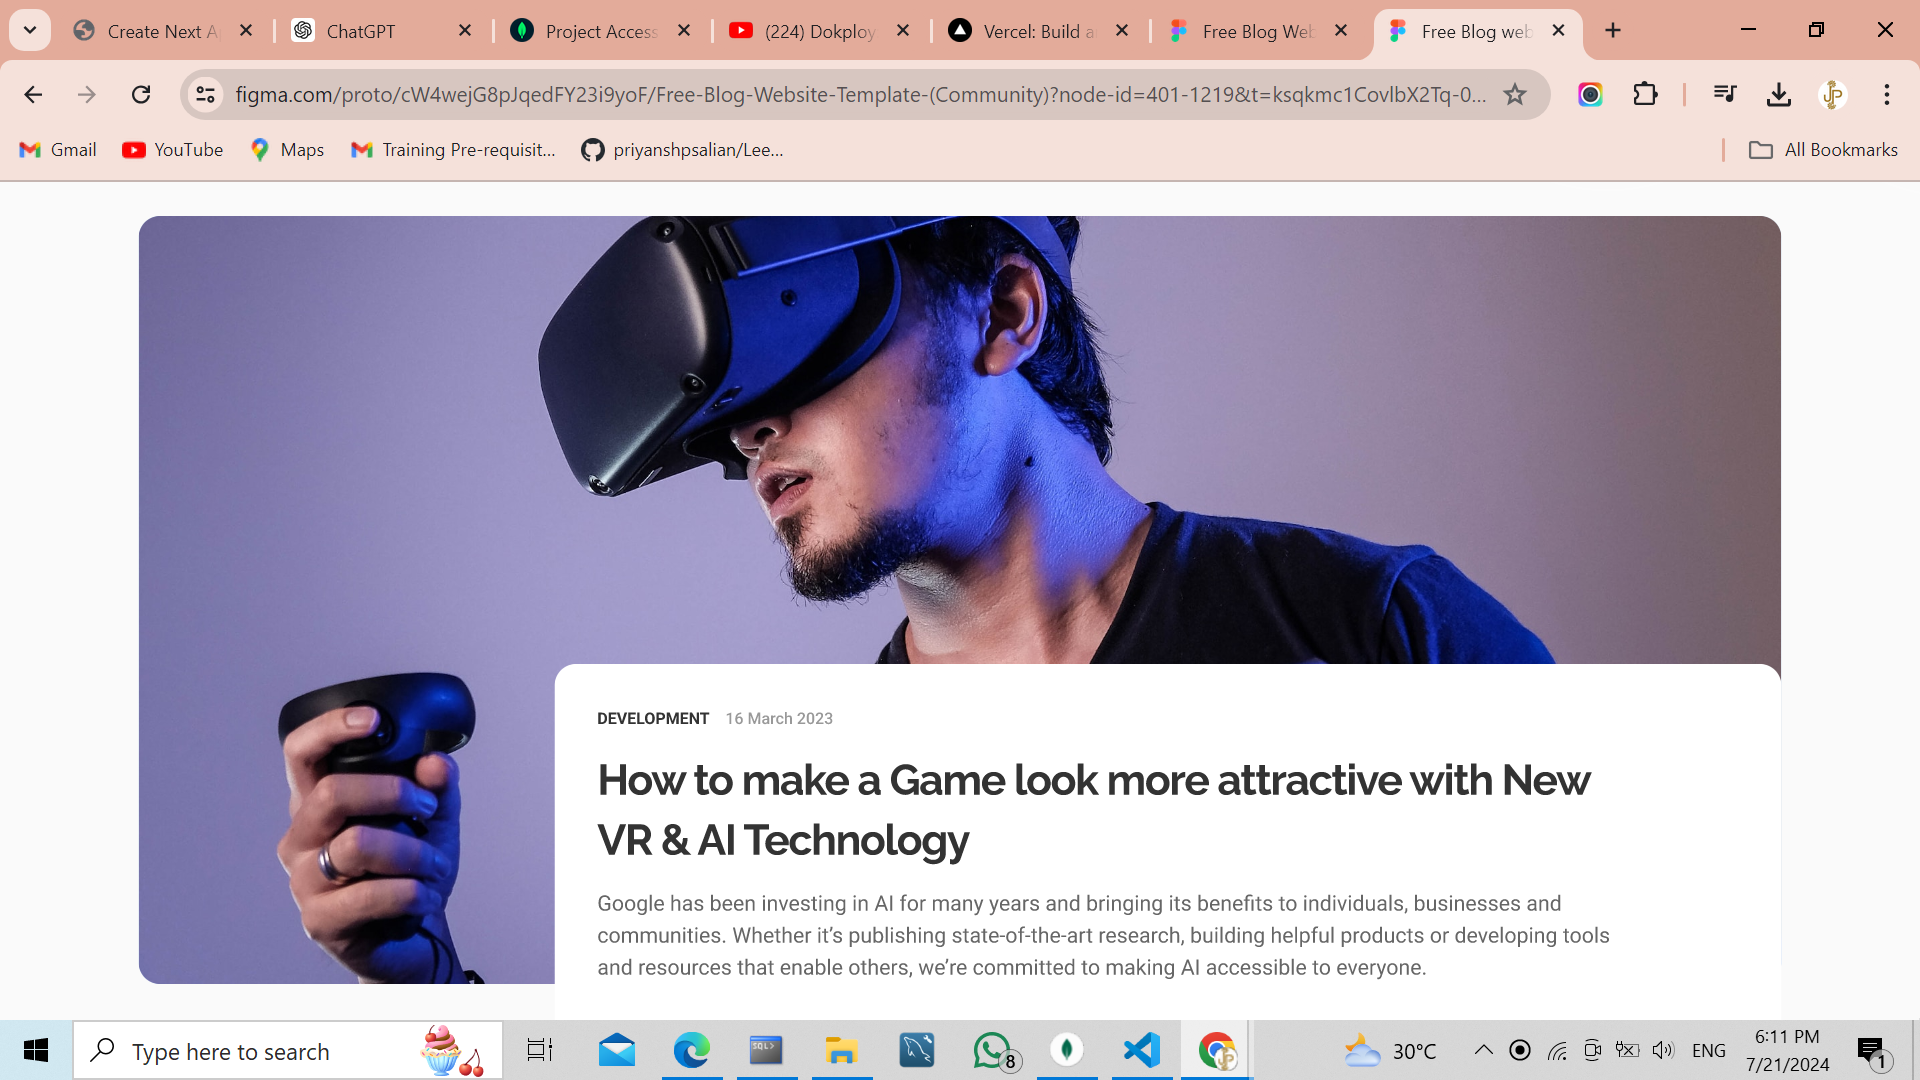 Create Next A
ChatGPT
Project Access
(224) Dokploy
Vercel: Build a
Free Blog Web
Free Blog web
figma.com/proto/cW4wejG8pJqedFY23i9yoF/Free-Blog-Website-Template-(Community)?node-id=401-1219&t=ksqkmc1CovlbX2Tq-0...
Gmail
YouTube
Maps
Training Pre-requisit...
priyanshpsalian/Lee...
All Bookmarks
DEVELOPMENT 16 March 2023
How to make a Game look more attractive with New
VR & AI Technology
Google has been investing in AI for many years and bringing its benefits to individuals, businesses and
communities. Whether it’s publishing state-of-the-art research, building helpful products or developing tools
and resources that enable others, we’re committed to making AI accessible to everyone.
Type here to search
SQL>
8
30°C
ENG
6:11 PM
7/21/2024
1